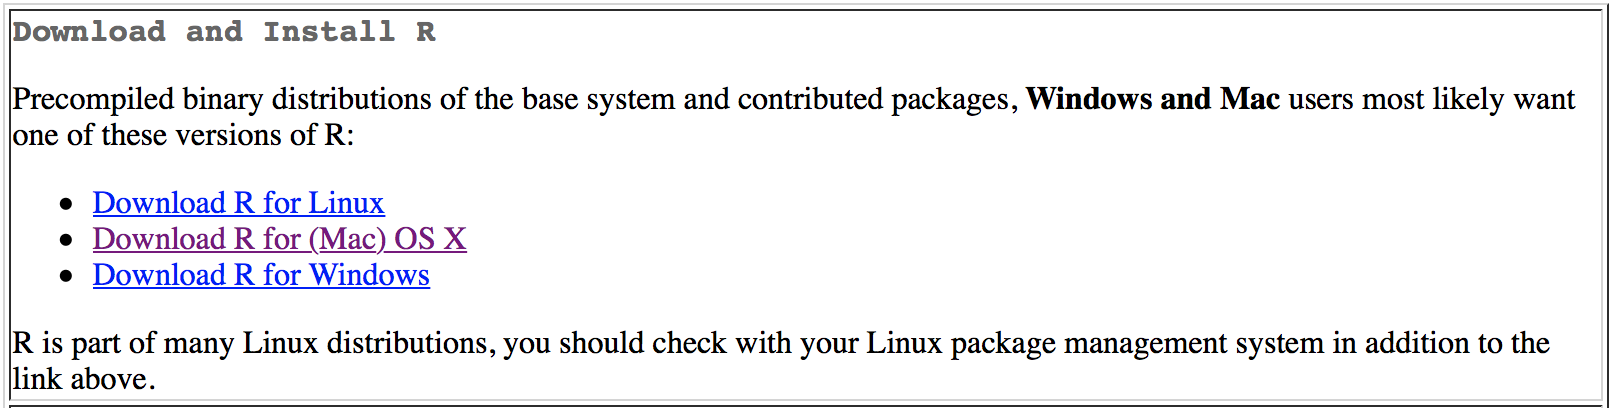 Download and Install R
Precompiled binary distributions of the base system and contributed packages, Windows and Mac users most likely want
one of these versions of R:
Download R for Linux
Download R for (Mac) OS X
Download R for Windows
R is part of many Linux distributions, you should check with your Linux package management system in addition to the
link above.